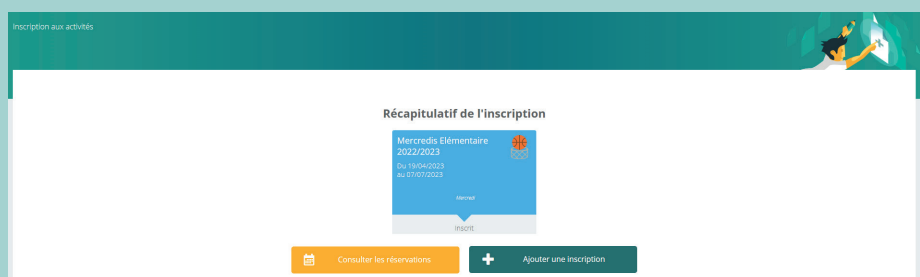 Inscription aux activités
Récapitulatif de l'inscription
Mercredis Elémentaire
2022/2023
Du 19/04/2023
au 07/07/2023
Mercredi
Inscrit
Consulter les réservations
Ajouter une inscription